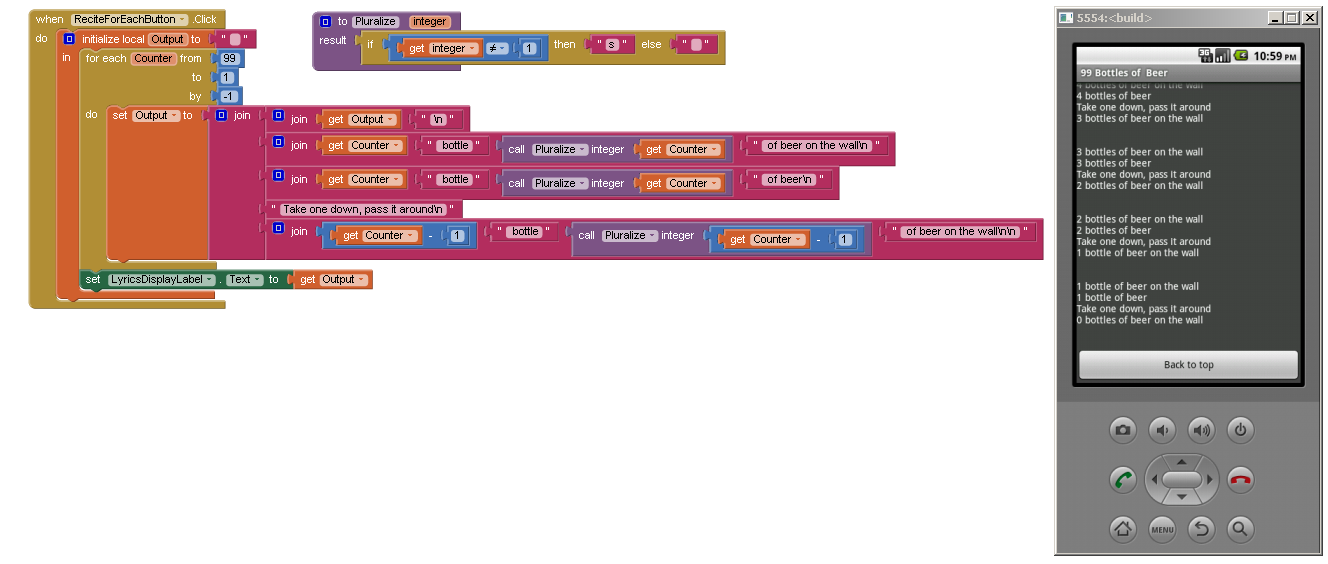 when ReciteForEachButton .Click
do initialize local Output to " "
in for each Counter from 99
to 1
by -1
do set Output to join join get Output "\n"
join get Counter " bottle" call Pluralize integer get Counter " of beer on the wall\n"
join get Counter " bottle" call Pluralize integer get Counter " of beer\n"
"Take one down, pass it around\n"
join get Counter - 1 " bottle" call Pluralize integer get Counter - 1 " of beer on the wall\n\n"
set LyricsDisplayLabel . Text to get Output
to Pluralize integer
result if get integer ≠ 1 then "s" else " "
5554:<build>
3G
10:59 PM
99 Bottles of Beer
4 bottles of beer on the wall
4 bottles of beer
Take one down, pass it around
3 bottles of beer on the wall
3 bottles of beer on the wall
3 bottles of beer
Take one down, pass it around
2 bottles of beer on the wall
2 bottles of beer on the wall
2 bottles of beer
Take one down, pass it around
1 bottle of beer on the wall
1 bottle of beer on the wall
1 bottle of beer
Take one down, pass it around
0 bottles of beer on the wall
Back to top
MENU